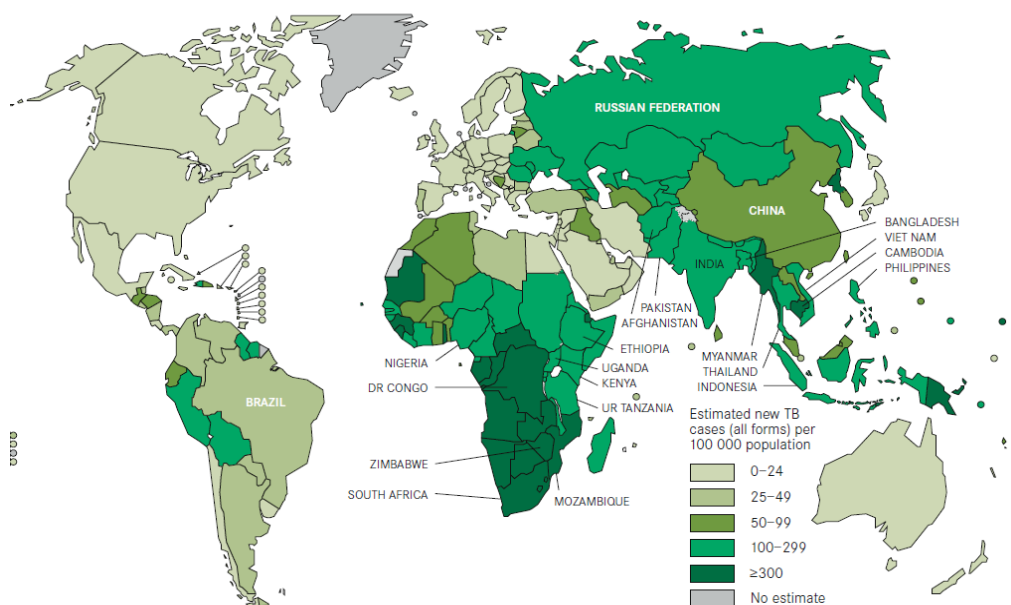 RUSSIAN FEDERATION
CHINA
BANGLADESH
VIET NAM
CAMBODIA
PHILIPPINES
INDIA
PAKISTAN
AFGHANISTAN
NIGERIA
ETHIOPIA
MYANMAR
UGANDA
THAILAND
DR CONGO
KENYA
INDONESIA
BRAZIL
UR TANZANIA
ZIMBABWE
SOUTH AFRICA
MOZAMBIQUE
Estimated new TB
cases (all forms) per
100 000 population
0–24
25–49
50–99
100–299
≥300
No estimate